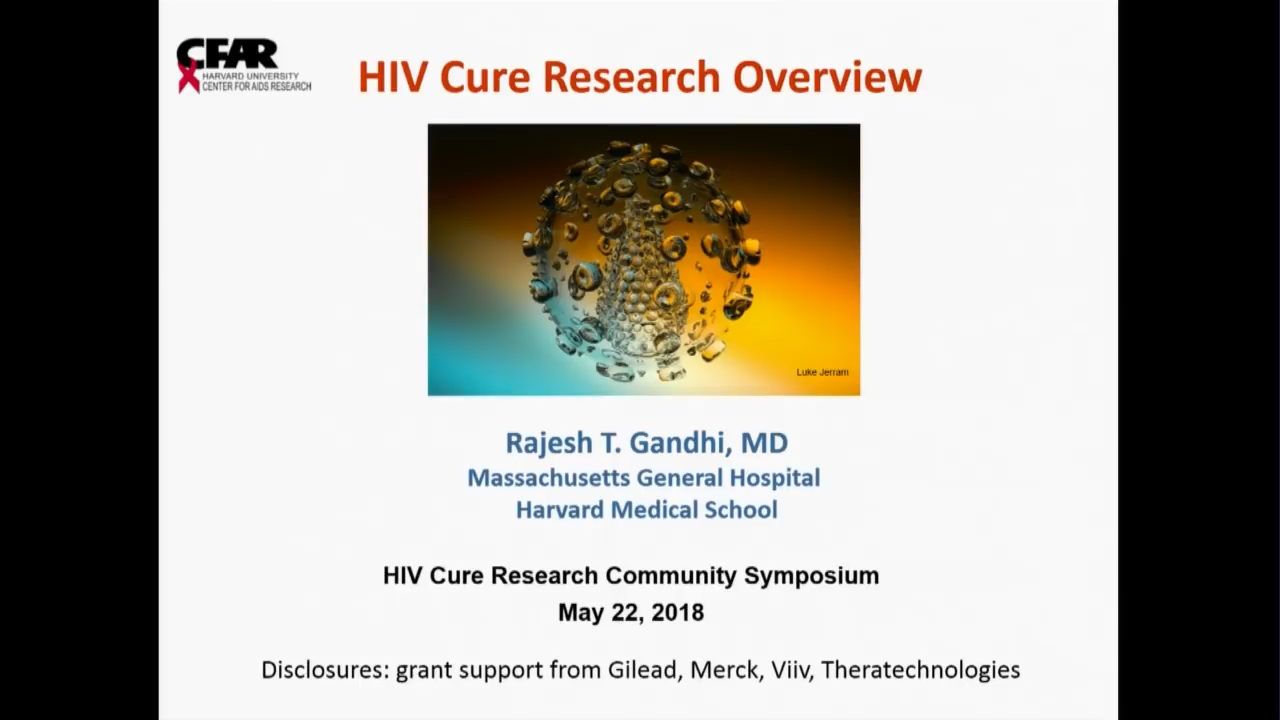 CFAR
HARVARD UNIVERSITY
CENTER FOR AIDS RESEARCH
HIV Cure Research Overview
Luke Jerram
Rajesh T. Gandhi, MD
Massachusetts General Hospital
Harvard Medical School
HIV Cure Research Community Symposium
May 22, 2018
Disclosures: grant support from Gilead, Merck, Viiv, Theratechnologies